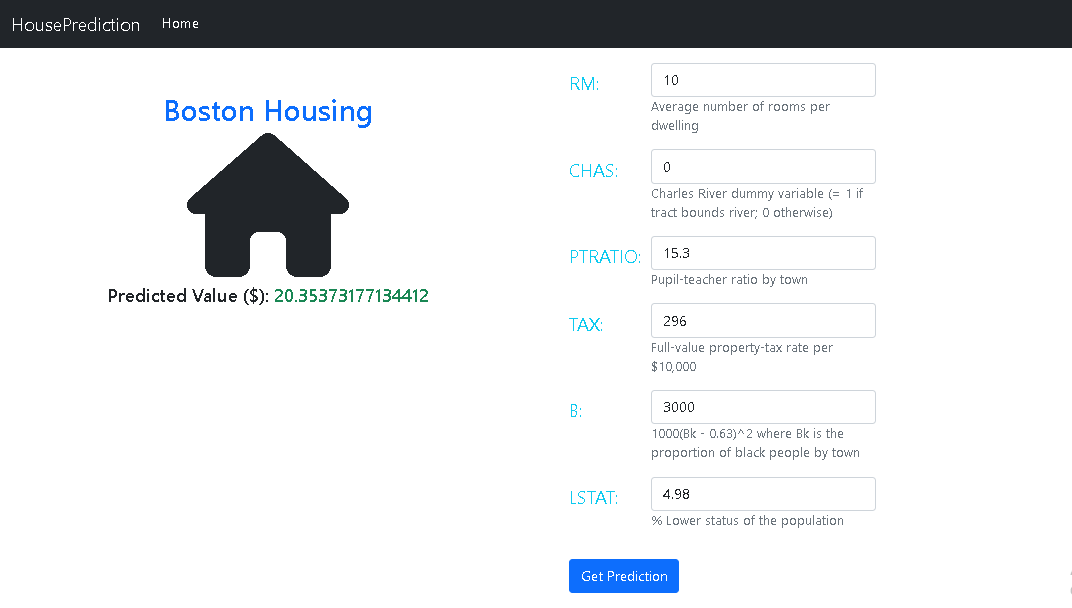 HousePrediction Home
Boston Housing
Predicted Value ($): 20.35373177134412
RM: 10
Average number of rooms per
dwelling
CHAS: 0
Charles River dummy variable (= 1 if
tract bounds river; 0 otherwise)
PTRATIO: 15.3
Pupil-teacher ratio by town
TAX: 296
Full-value property-tax rate per
$10,000
B: 3000
1000(Bk - 0.63)^2 where Bk is the
proportion of black people by town
LSTAT: 4.98
% Lower status of the population
Get Prediction